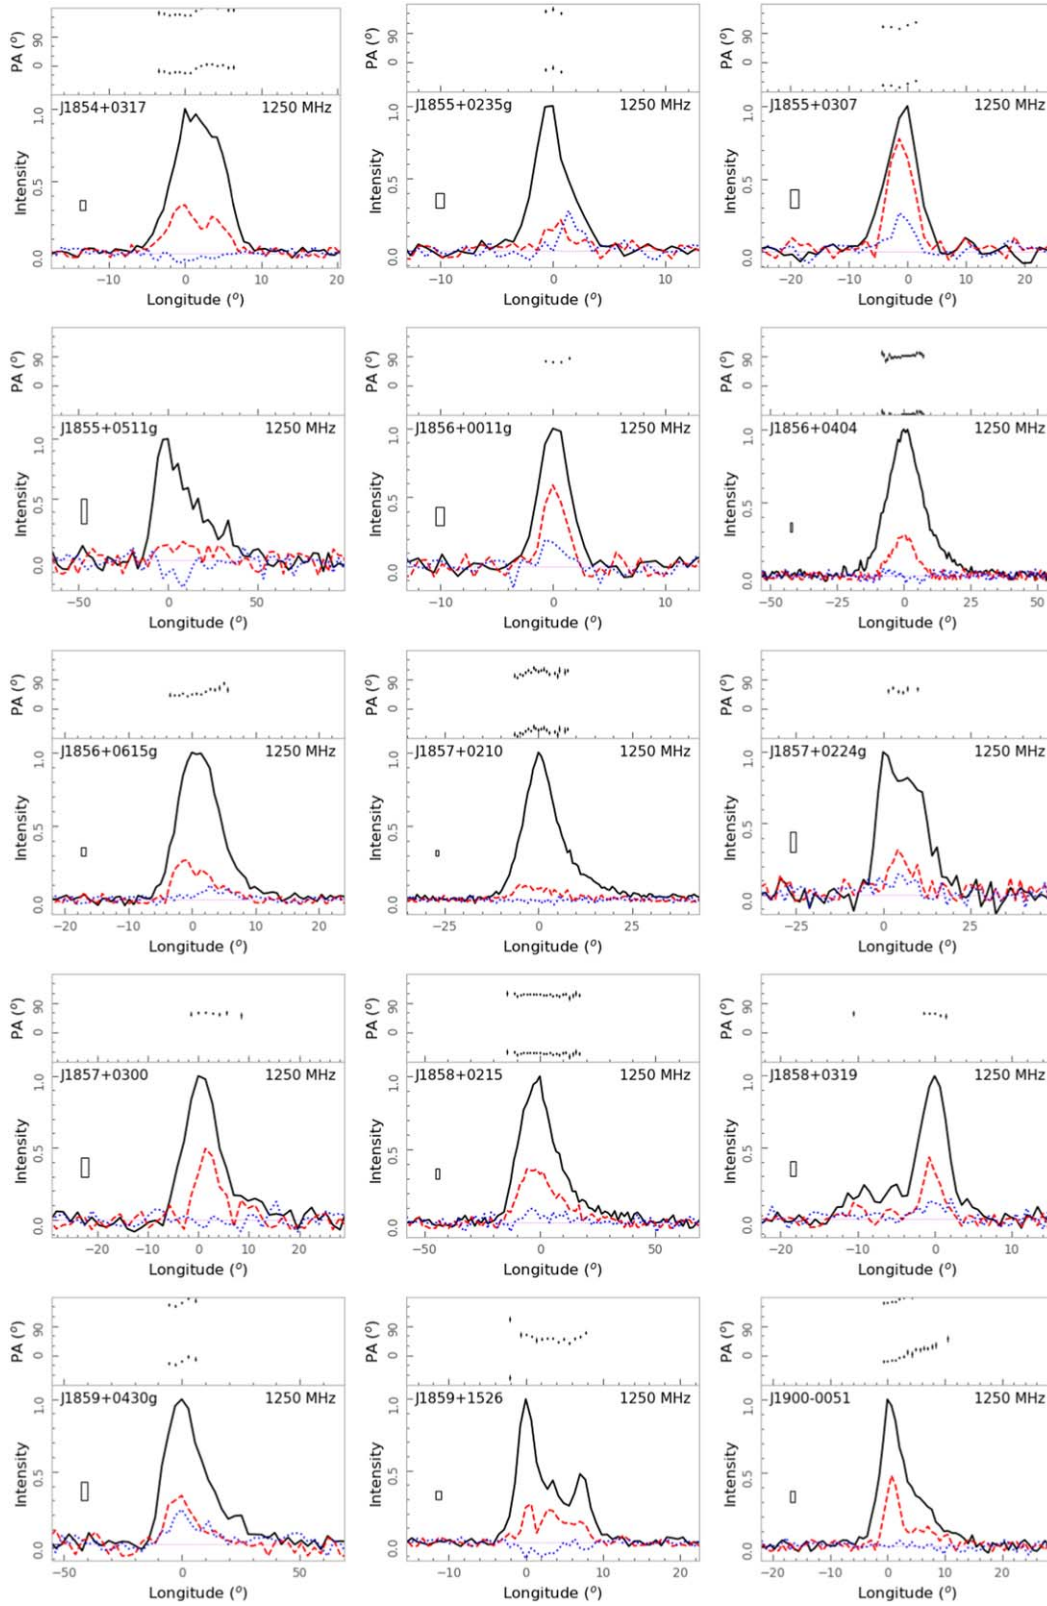 PA (°) 90 0
PA (°) 90 0
PA (°) 90 0
J1854+0317 1250 MHz
J1855+0235g 1250 MHz
J1855+0307 1250 MHz
Intensity 1.0 0.5 0.0
Intensity 1.0 0.5 0.0
Intensity 1.0 0.5 0.0
−10 0 10 20
−10 0 10
−20 −10 0 10 20
Longitude (°)
Longitude (°)
Longitude (°)
PA (°) 90 0
PA (°) 90 0
PA (°) 90 0
J1855+0511g 1250 MHz
J1856+0011g 1250 MHz
J1856+0404 1250 MHz
Intensity 1.0 0.5 0.0
Intensity 1.0 0.5 0.0
Intensity 1.0 0.5 0.0
−50 0 50
−10 0 10
−50 −25 0 25 50
Longitude (°)
Longitude (°)
Longitude (°)
PA (°) 90 0
PA (°) 90 0
PA (°) 90 0
J1856+0615g 1250 MHz
J1857+0210 1250 MHz
J1857+0224g 1250 MHz
Intensity 1.0 0.5 0.0
Intensity 1.0 0.5 0.0
Intensity 1.0 0.5 0.0
−20 −10 0 10 20
−25 0 25
−25 0 25
Longitude (°)
Longitude (°)
Longitude (°)
PA (°) 90 0
PA (°) 90 0
PA (°) 90 0
J1857+0300 1250 MHz
J1858+0215 1250 MHz
J1858+0319 1250 MHz
Intensity 1.0 0.5 0.0
Intensity 1.0 0.5 0.0
Intensity 1.0 0.5 0.0
−20 −10 0 10 20
−50 0 50
−20 −10 0 10
Longitude (°)
Longitude (°)
Longitude (°)
PA (°) 90 0
PA (°) 90 0
PA (°) 90 0
J1859+0430g 1250 MHz
J1859+1526 1250 MHz
J1900-0051 1250 MHz
Intensity 1.0 0.5 0.0
Intensity 1.0 0.5 0.0
Intensity 1.0 0.5 0.0
−50 0 50
−10 0 10 20
−20 −10 0 10 20
Longitude (°)
Longitude (°)
Longitude (°)